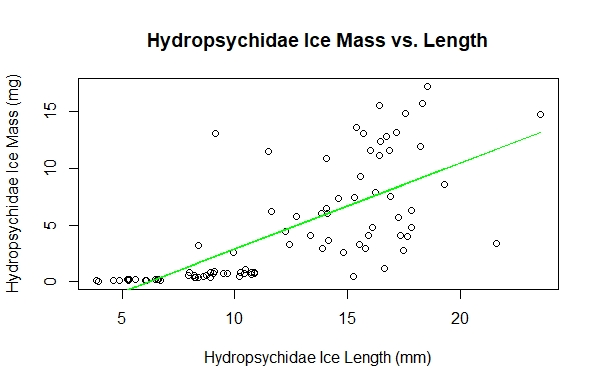 Hydropsychidae Ice Mass vs. Length
Hydropsychidae Ice Mass (mg)
15
10
5
0
5
10
15
20
Hydropsychidae Ice Length (mm)